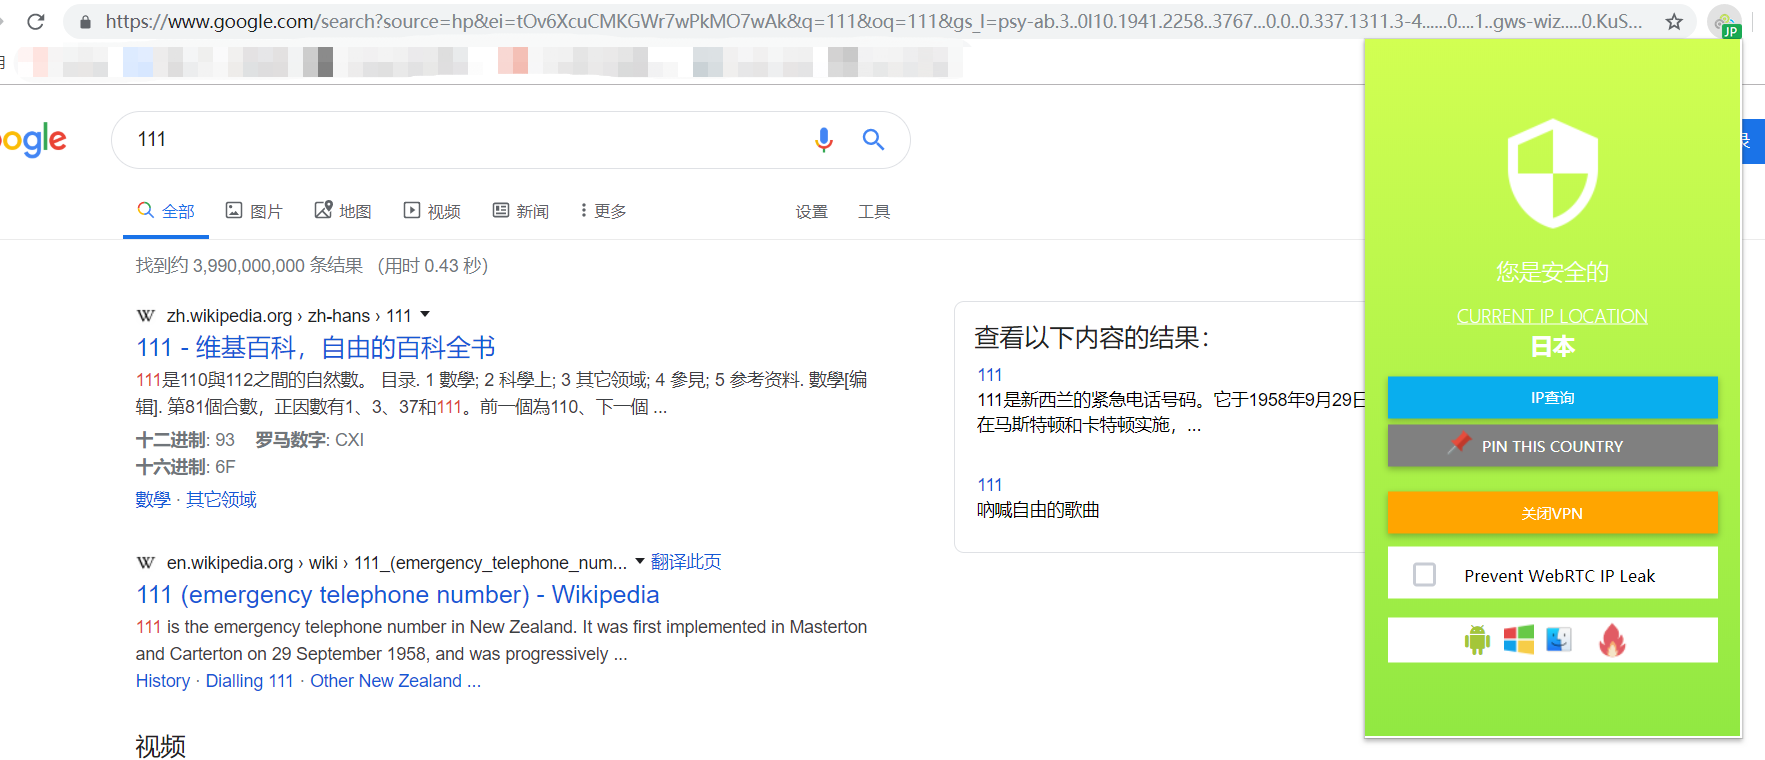 https://www.google.com/search?source=hp&ei=tOv6XcuCMKGWr7wPkMO7wAk&q=111&oq=111&gs_l=psy-ab.3..0l10.1941.2258..3767...0.0..0.337.1311.3-4......0....1..gws-wiz.....0.KuS...
JP
ogle
111
全部
图片
地图
视频
新闻
更多
设置
工具
找到约 3,990,000,000 条结果 （用时 0.43 秒）
W zh.wikipedia.org › zh-hans › 111
111 - 维基百科，自由的百科全书
111是110與112之間的自然數。 目录. 1 數學; 2 科學上; 3 其它领域; 4 參見; 5 参考资料. 數學[编
辑]. 第81個合數，正因數有1、3、37和111。前一個為110、下一個 ...
十二进制: 93 罗马数字: CXI
十六进制: 6F
數學 · 其它领域
W en.wikipedia.org › wiki › 111_(emergency_telephone_num... 翻译此页
111 (emergency telephone number) - Wikipedia
111 is the emergency telephone number in New Zealand. It was first implemented in Masterton
and Carterton on 29 September 1958, and was progressively ...
History · Dialling 111 · Other New Zealand ...
视频
查看以下内容的结果：
111
111是新西兰的紧急电话号码。它于1958年9月29日
在马斯特顿和卡特顿实施，...
111
呐喊自由的歌曲
您是安全的
CURRENT IP LOCATION
日本
IP查询
PIN THIS COUNTRY
关闭VPN
Prevent WebRTC IP Leak